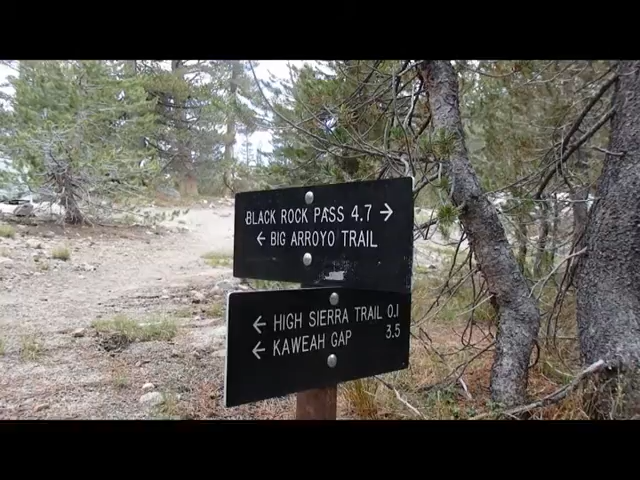 BLACK ROCK PASS 4.7 →
← BIG ARROYO TRAIL
← HIGH SIERRA TRAIL 0.1
← KAWEAH GAP 3.5